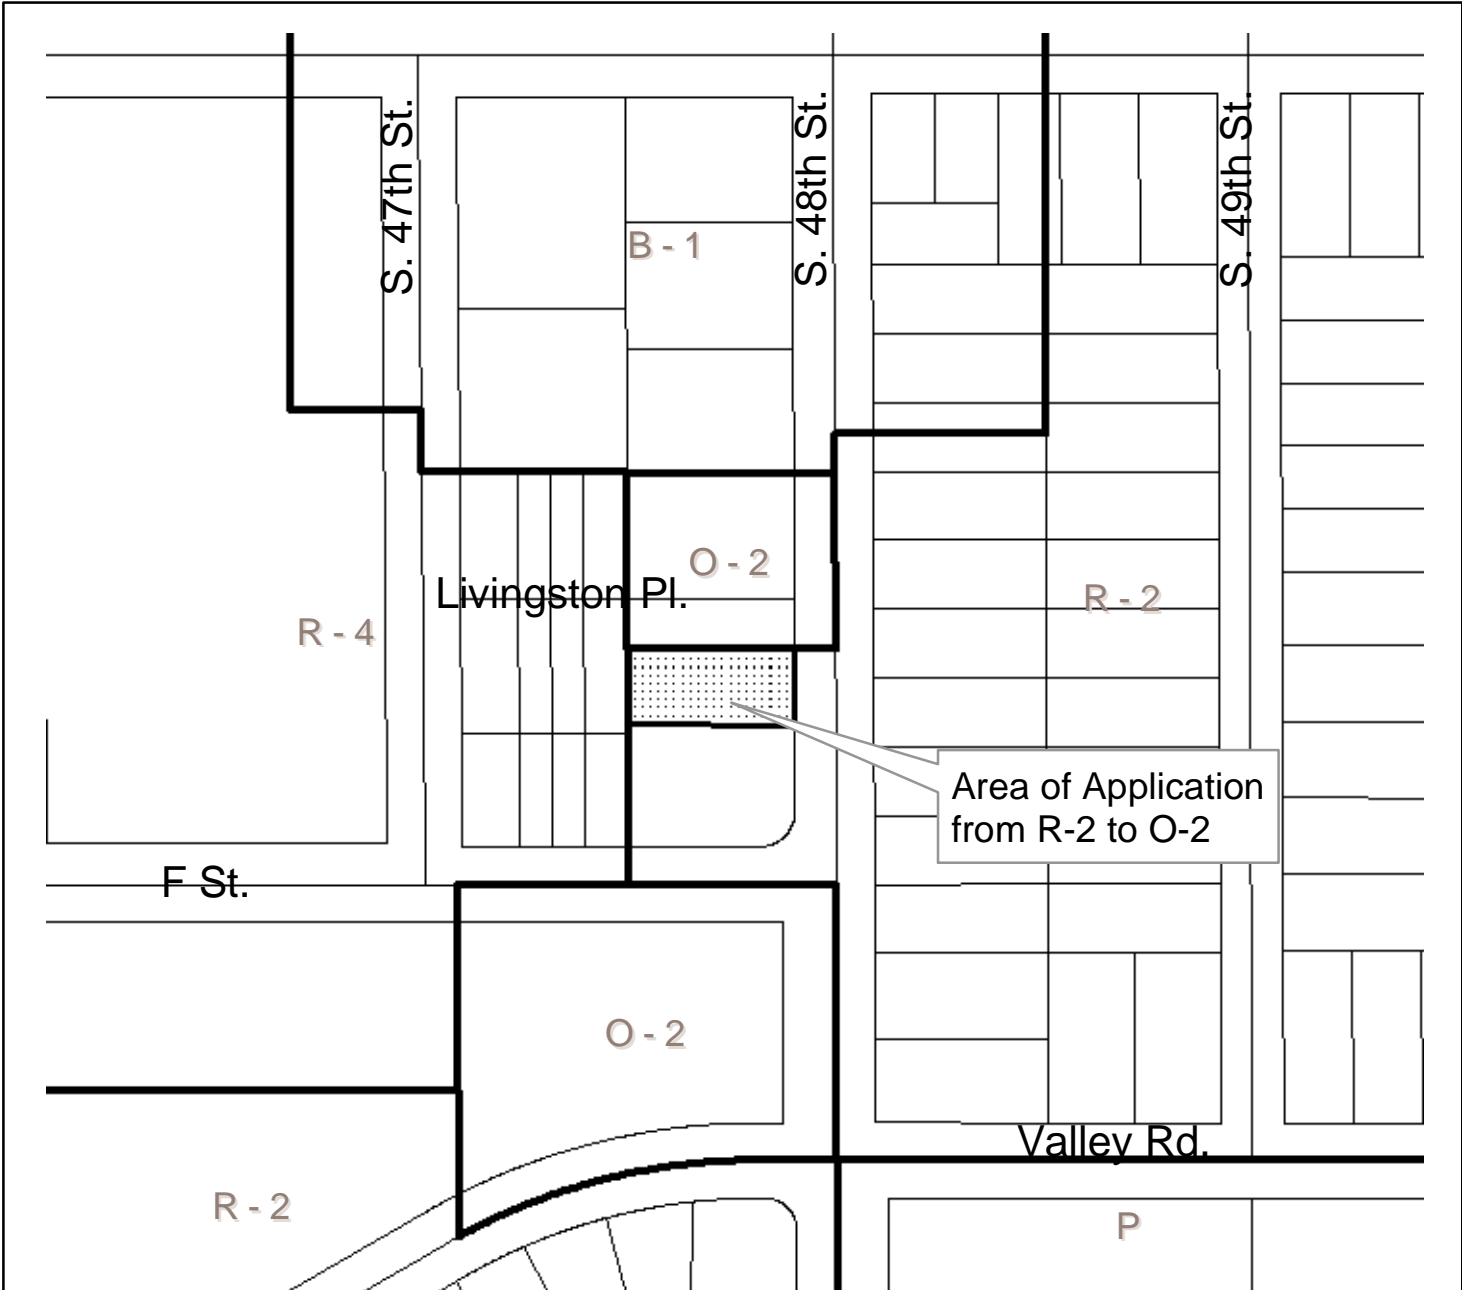 S. 47th St.
S. 48th St.
S. 49th St.
B - 1
O - 2
Livingston Pl.
R - 2
R - 4
Area of Application
from R-2 to O-2
F St.
O - 2
Valley Rd.
R - 2
P